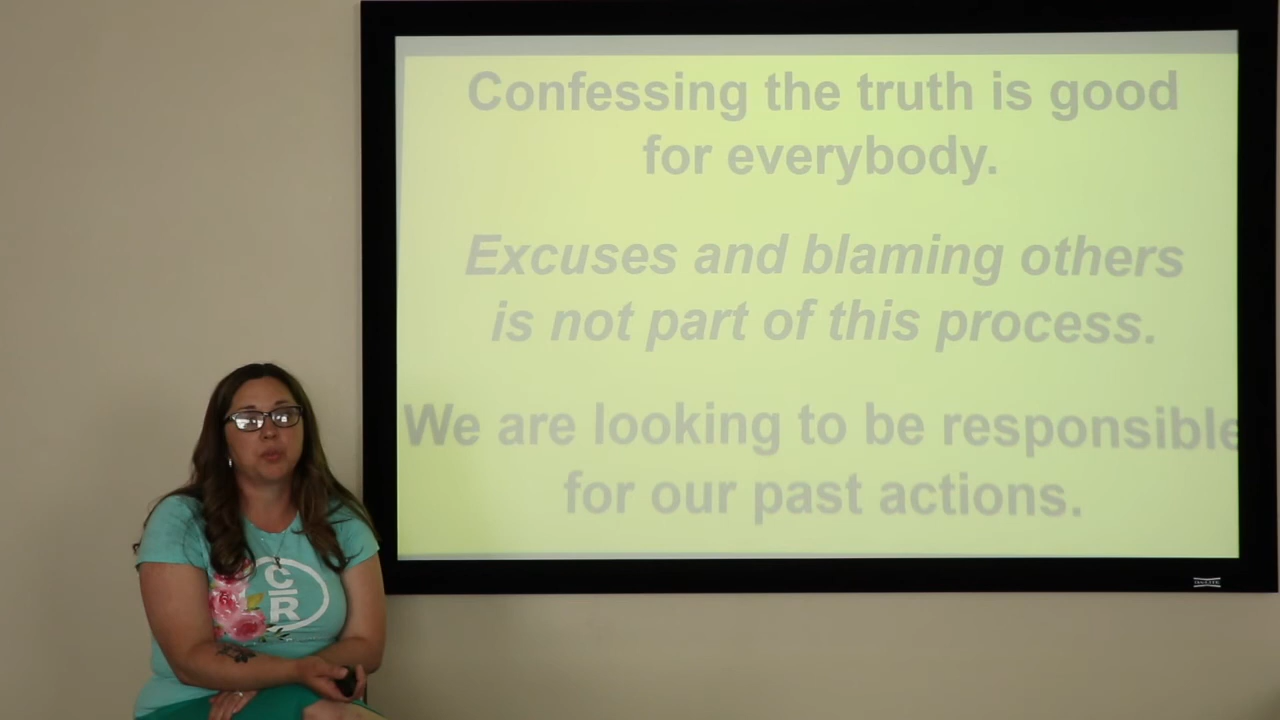 Confessing the truth is good
for everybody.
Excuses and blaming others
is not part of this process.
We are looking to be responsible
for our past actions.
CR